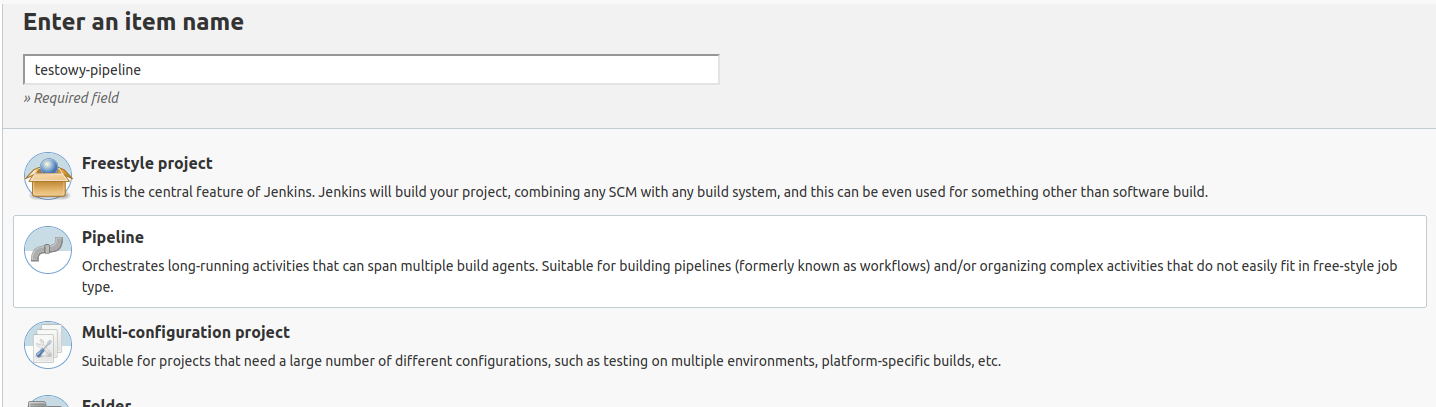 Enter an item name
testowy-pipeline
» Required field
Freestyle project
This is the central feature of Jenkins. Jenkins will build your project, combining any SCM with any build system, and this can be even used for something other than software build.
Pipeline
Orchestrates long-running activities that can span multiple build agents. Suitable for building pipelines (formerly known as workflows) and/or organizing complex activities that do not easily fit in free-style job
type.
Multi-configuration project
Suitable for projects that need a large number of different configurations, such as testing on multiple environments, platform-specific builds, etc.
Folder